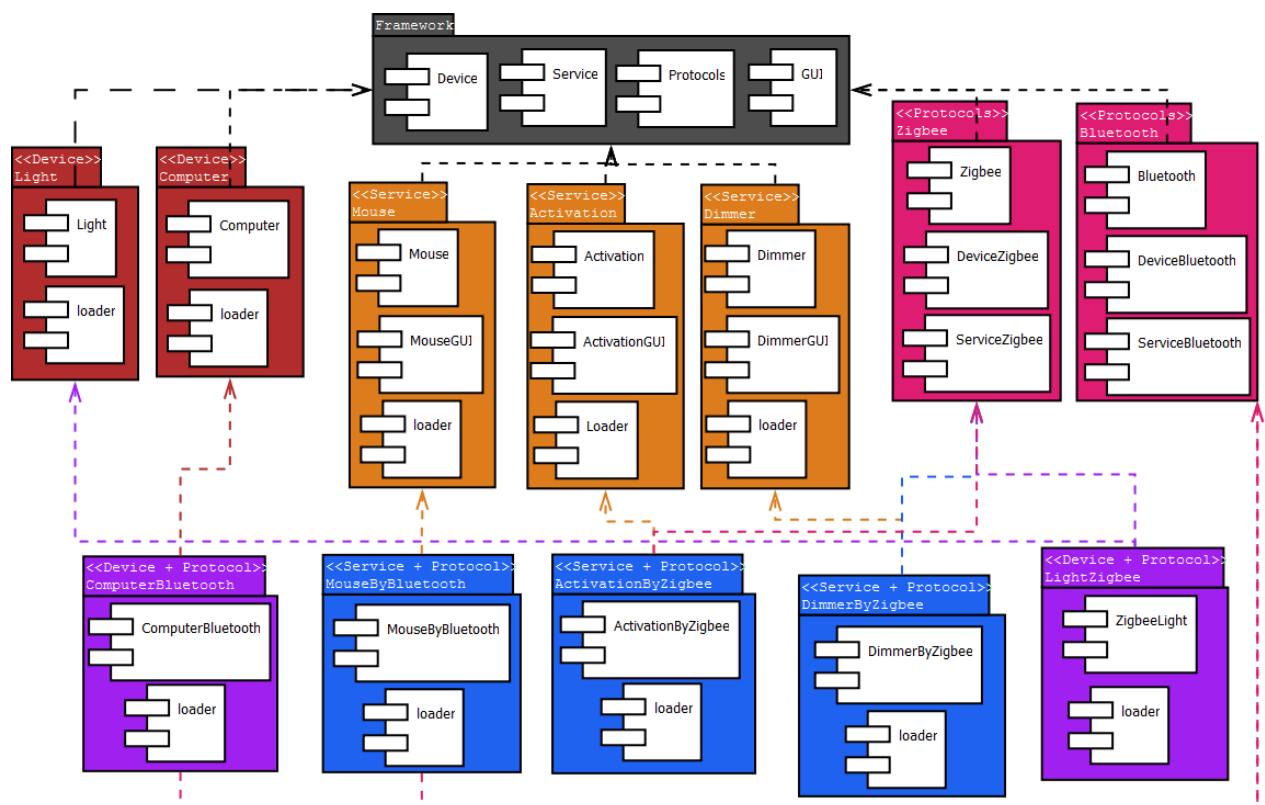 Framework
Device
Service
Protocols
GUI
<<Device>>
Light
Light
loader
<<Device>>
Computer
Computer
loader
<<Service>>
Mouse
Mouse
MouseGUI
loader
<<Service>>
Activation
Activation
ActivationGUI
Loader
<<Service>>
Dimmer
Dimmer
DimmerGUI
loader
<<Protocols>>
Zigbee
Zigbee
DeviceZigbee
ServiceZigbee
<<Protocols>>
Bluetooth
Bluetooth
DeviceBluetooth
ServiceBluetooth
<<Device + Protocol>>
ComputerBluetooth
ComputerBluetooth
loader
<<Service + Protocol>>
MouseByBluetooth
MouseByBluetooth
loader
<<Service + Protocol>>
ActivationByZigbee
ActivationByZigbee
loader
<<Service + Protocol>>
DimmerByZigbee
DimmerByZigbee
loader
<<Device + Protocol>>
LightZigbee
ZigbeeLight
loader